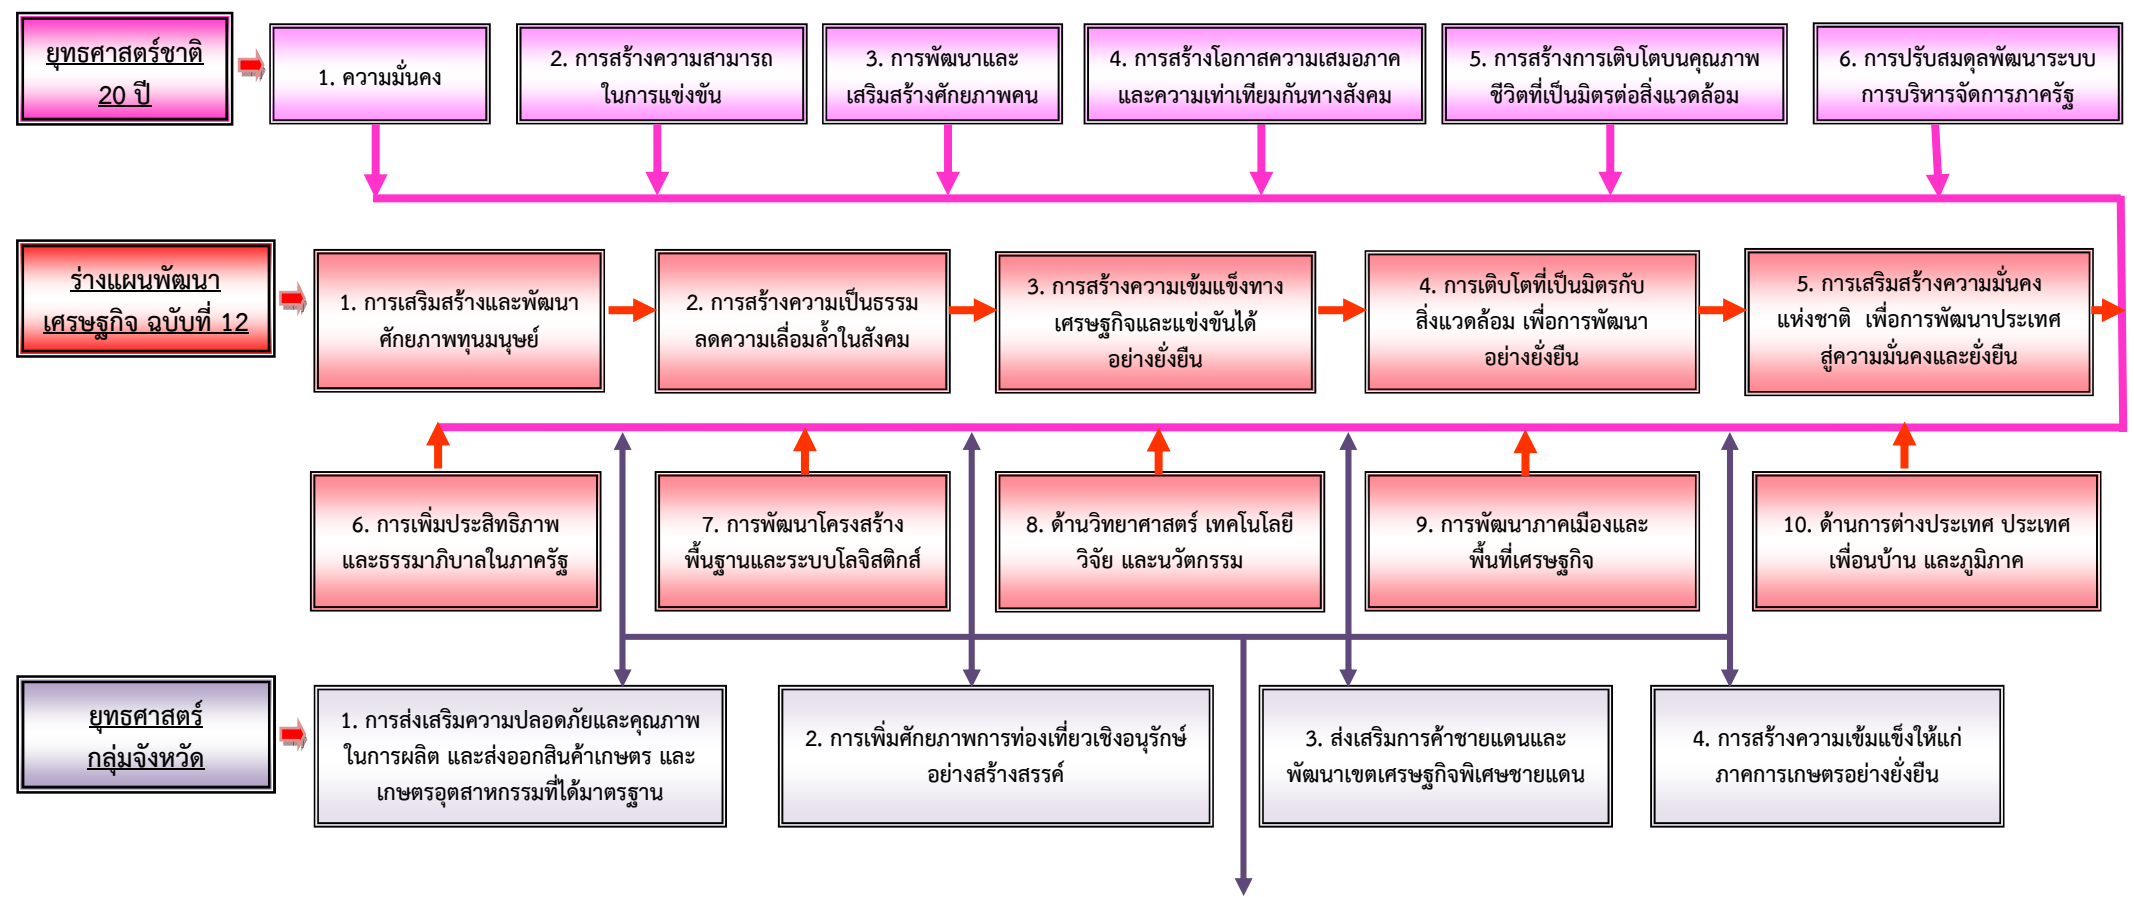 ยุทธศาสตร์ชาติ
20 ปี
1. ความมั่นคง
2. การสร้างความสามารถ
ในการแข่งขัน
3. การพัฒนาและ
เสริมสร้างศักยภาพคน
4. การสร้างโอกาสความเสมอภาค
และความเท่าเทียมกันทางสังคม
5. การสร้างการเติบโตบนคุณภาพ
ชีวิตที่เป็นมิตรต่อสิ่งแวดล้อม
6. การปรับสมดุลพัฒนาระบบ
การบริหารจัดการภาครัฐ
ร่างแผนพัฒนา
เศรษฐกิจ ฉบับที่ 12
1. การเสริมสร้างและพัฒนา
ศักยภาพทุนมนุษย์
2. การสร้างความเป็นธรรม
ลดความเลื่อมล้ำในสังคม
3. การสร้างความเข้มแข็งทาง
เศรษฐกิจและแข่งขันได้
อย่างยั่งยืน
4. การเติบโตที่เป็นมิตรกับ
สิ่งแวดล้อม เพื่อการพัฒนา
อย่างยั่งยืน
5. การเสริมสร้างความมั่นคง
แห่งชาติ เพื่อการพัฒนาประเทศ
สู่ความมั่นคงและยั่งยืน
6. การเพิ่มประสิทธิภาพ
และธรรมาภิบาลในภาครัฐ
7. การพัฒนาโครงสร้าง
พื้นฐานและระบบโลจิสติกส์
8. ด้านวิทยาศาสตร์ เทคโนโลยี
วิจัย และนวัตกรรม
9. การพัฒนาภาคเมืองและ
พื้นที่เศรษฐกิจ
10. ด้านการต่างประเทศ ประเทศ
เพื่อนบ้าน และภูมิภาค
ยุทธศาสตร์
กลุ่มจังหวัด
1. การส่งเสริมความปลอดภัยและคุณภาพ
ในการผลิต และส่งออกสินค้าเกษตร และ
เกษตรอุตสาหกรรมที่ได้มาตรฐาน
2. การเพิ่มศักยภาพการท่องเที่ยวเชิงอนุรักษ์
อย่างสร้างสรรค์
3. ส่งเสริมการค้าชายแดนและ
พัฒนาเขตเศรษฐกิจพิเศษชายแดน
4. การสร้างความเข้มแข็งให้แก่
ภาคการเกษตรอย่างยั่งยืน